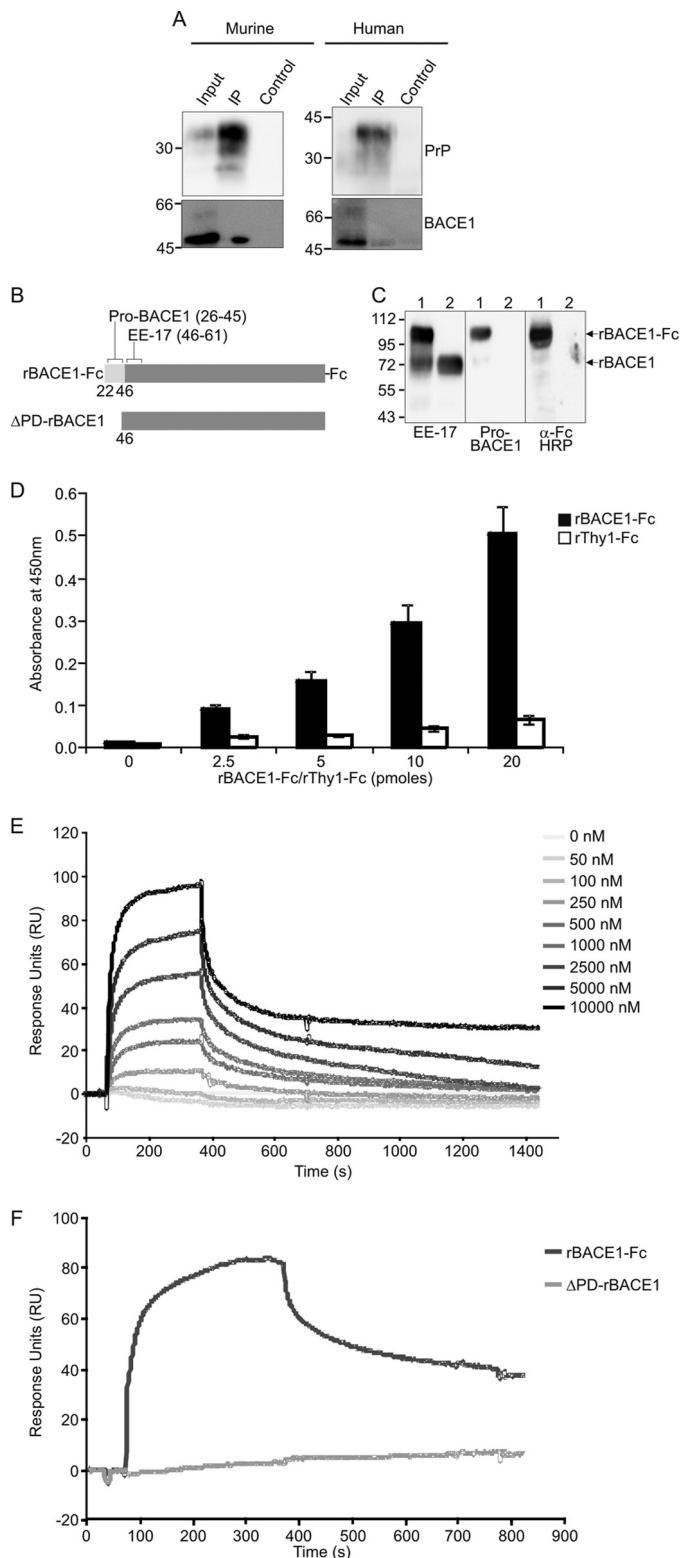 A
Murine Human
Input IP Control Input IP Control
30
45
30
PrP
66
45
66
45
BACE1
B
Pro-BACE1 (26-45)
EE-17 (46-61)
rBACE1-Fc
-Fc
22 46
ΔPD-rBACE1
46
C
1 2 1 2 1 2
112
95
72
55
43
rBACE1-Fc
rBACE1
EE-17
Pro-
BACE1
α-Fc
HRP
D
Absorbance at 450nm
0.6
0.5
0.3
0.2
0.1
0.0
0 2.5 5 10 20
rBACE1-Fc/rThy1-Fc (pmoles)
rBACE1-Fc
rThy1-Fc
E
Response Units (RU)
120
100
80
60
40
20
0
-20
0 200 400 600 800 1000 1200 1400
Time (s)
0 nM
50 nM
100 nM
250 nM
500 nM
1000 nM
2500 nM
5000 nM
10000 nM
F
Response Units (RU)
100
80
60
40
20
0
-20
0 100 200 300 400 500 600 700 800 900
Time (s)
rBACE1-Fc
ΔPD-rBACE1